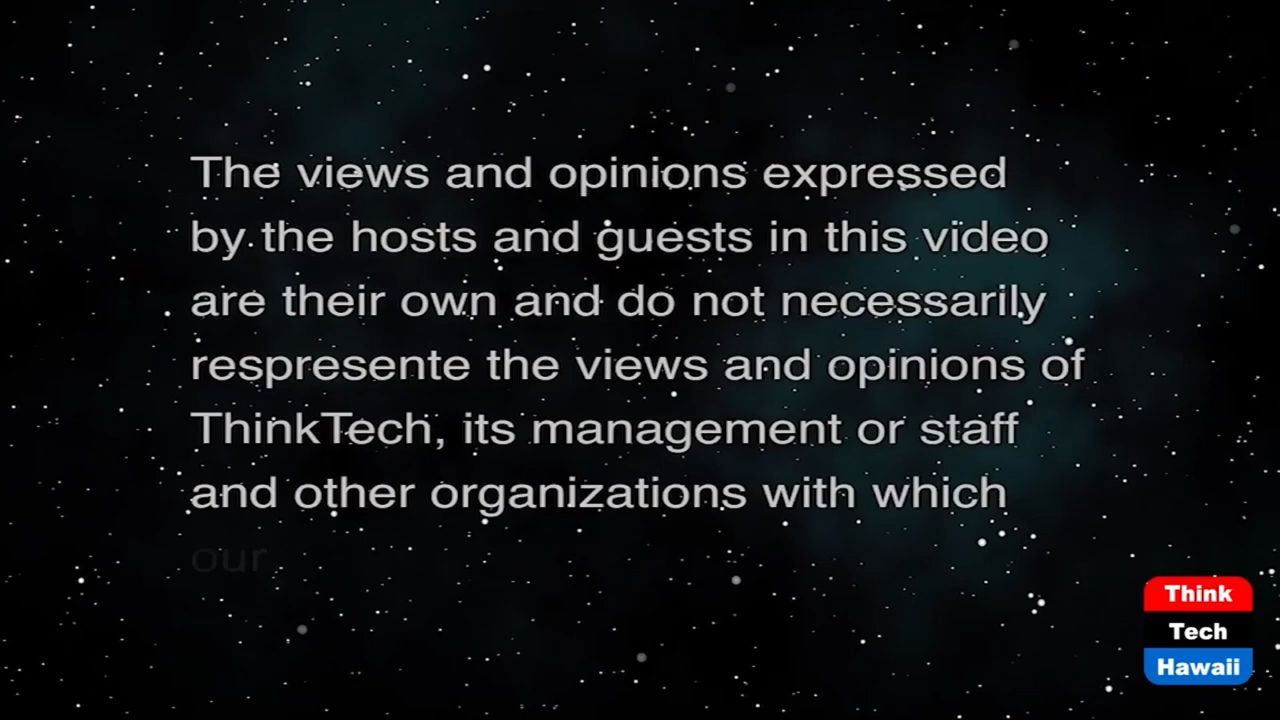 The views and opinions expressed
by the hosts and guests in this video
are their own and do not necessarily
respresente the views and opinions of
ThinkTech, its management or staff
and other organizations with which
our
Think
Tech
Hawaii